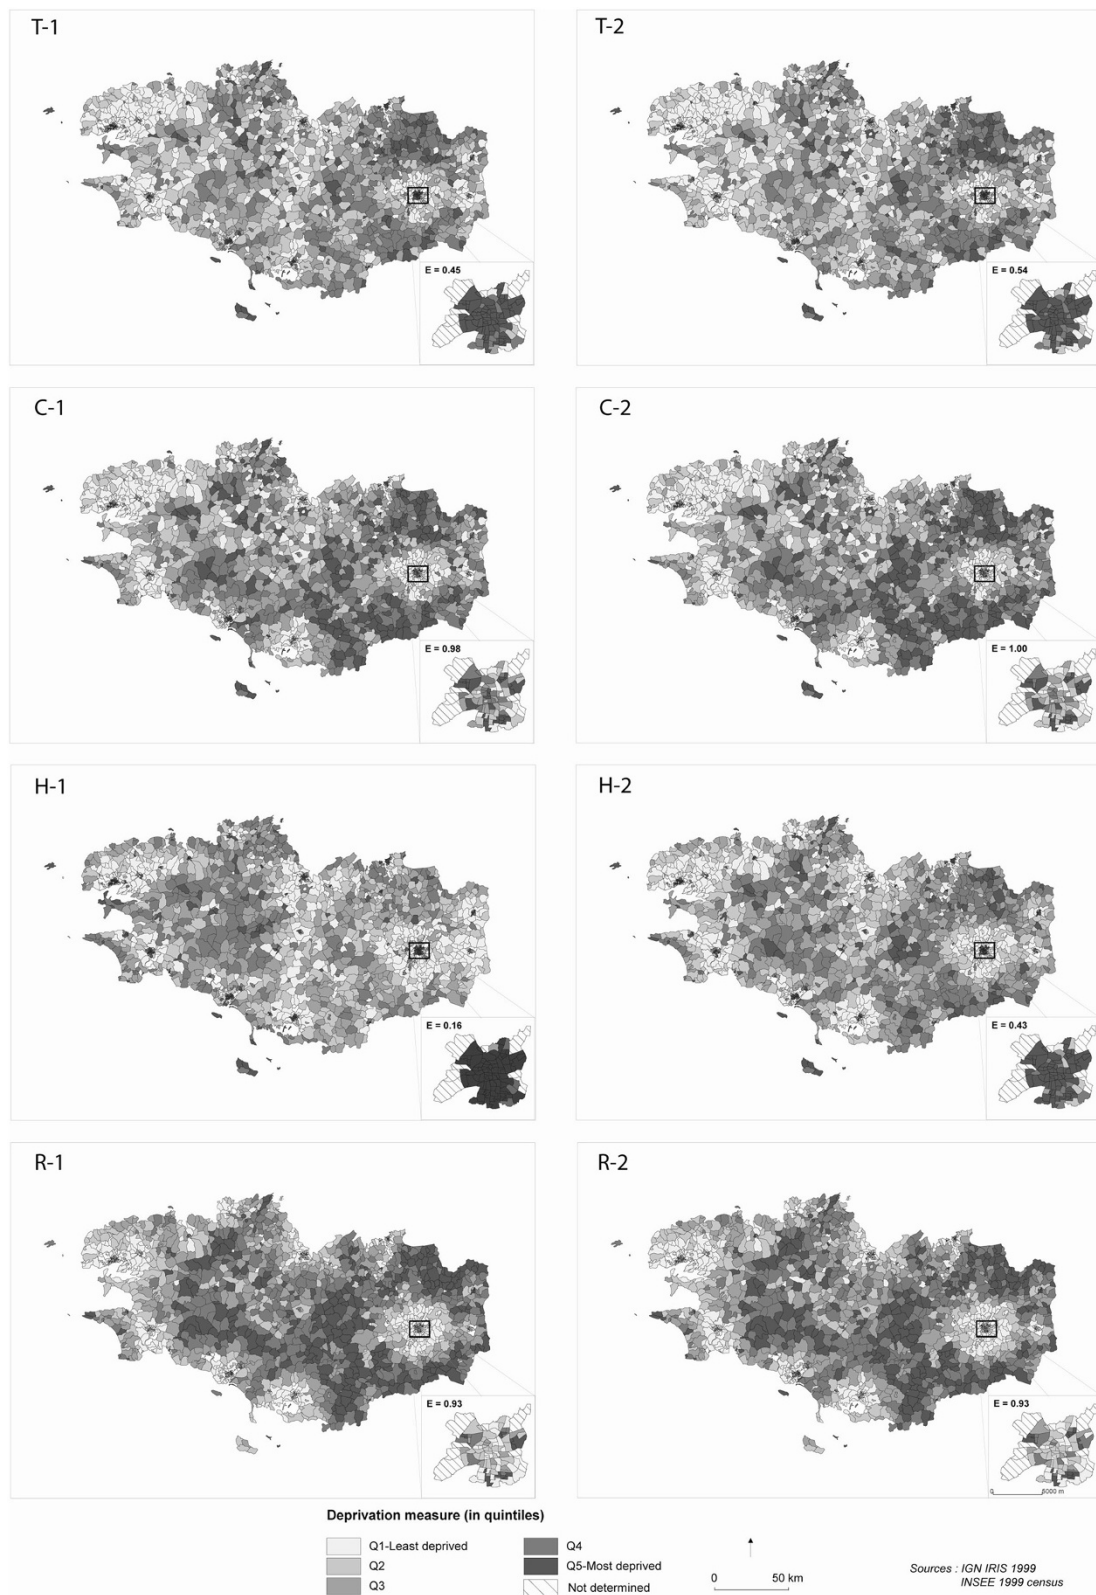 T-1
T-2
E = 0.45
E = 0.54
C-1
C-2
E = 0.98
E = 1.00
H-1
H-2
E = 0.16
E = 0.43
R-1
R-2
E = 0.93
E = 0.93
Deprivation measure (in quintiles)
Q1-Least deprived
Q2
Q3
Q4
Q5-Most deprived
Not determined
0 50 km
Sources : IGN IRIS 1999
INSEE 1999 census